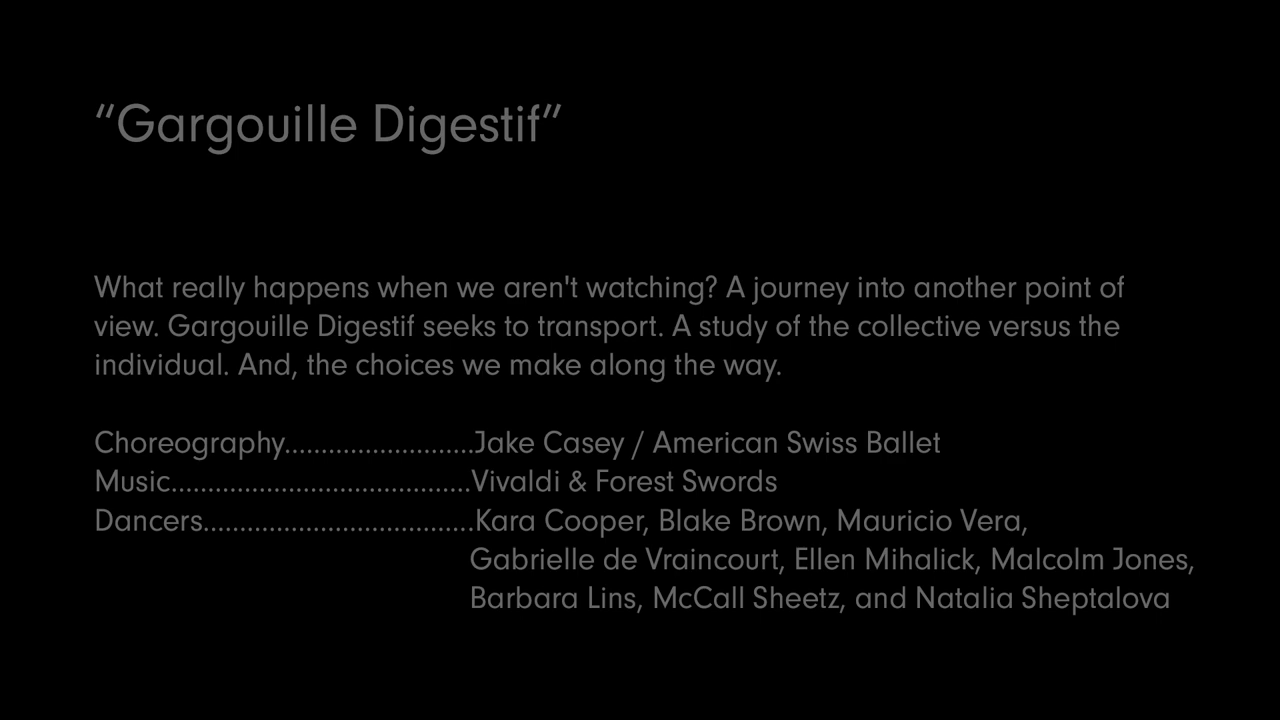 “Gargouille Digestif”
What really happens when we aren't watching? A journey into another point of
view. Gargouille Digestif seeks to transport. A study of the collective versus the
individual. And, the choices we make along the way.
Choreography..........................Jake Casey / American Swiss Ballet
Music.........................................Vivaldi & Forest Swords
Dancers.....................................Kara Cooper, Blake Brown, Mauricio Vera,
Gabrielle de Vraincourt, Ellen Mihalick, Malcolm Jones,
Barbara Lins, McCall Sheetz, and Natalia Sheptalova